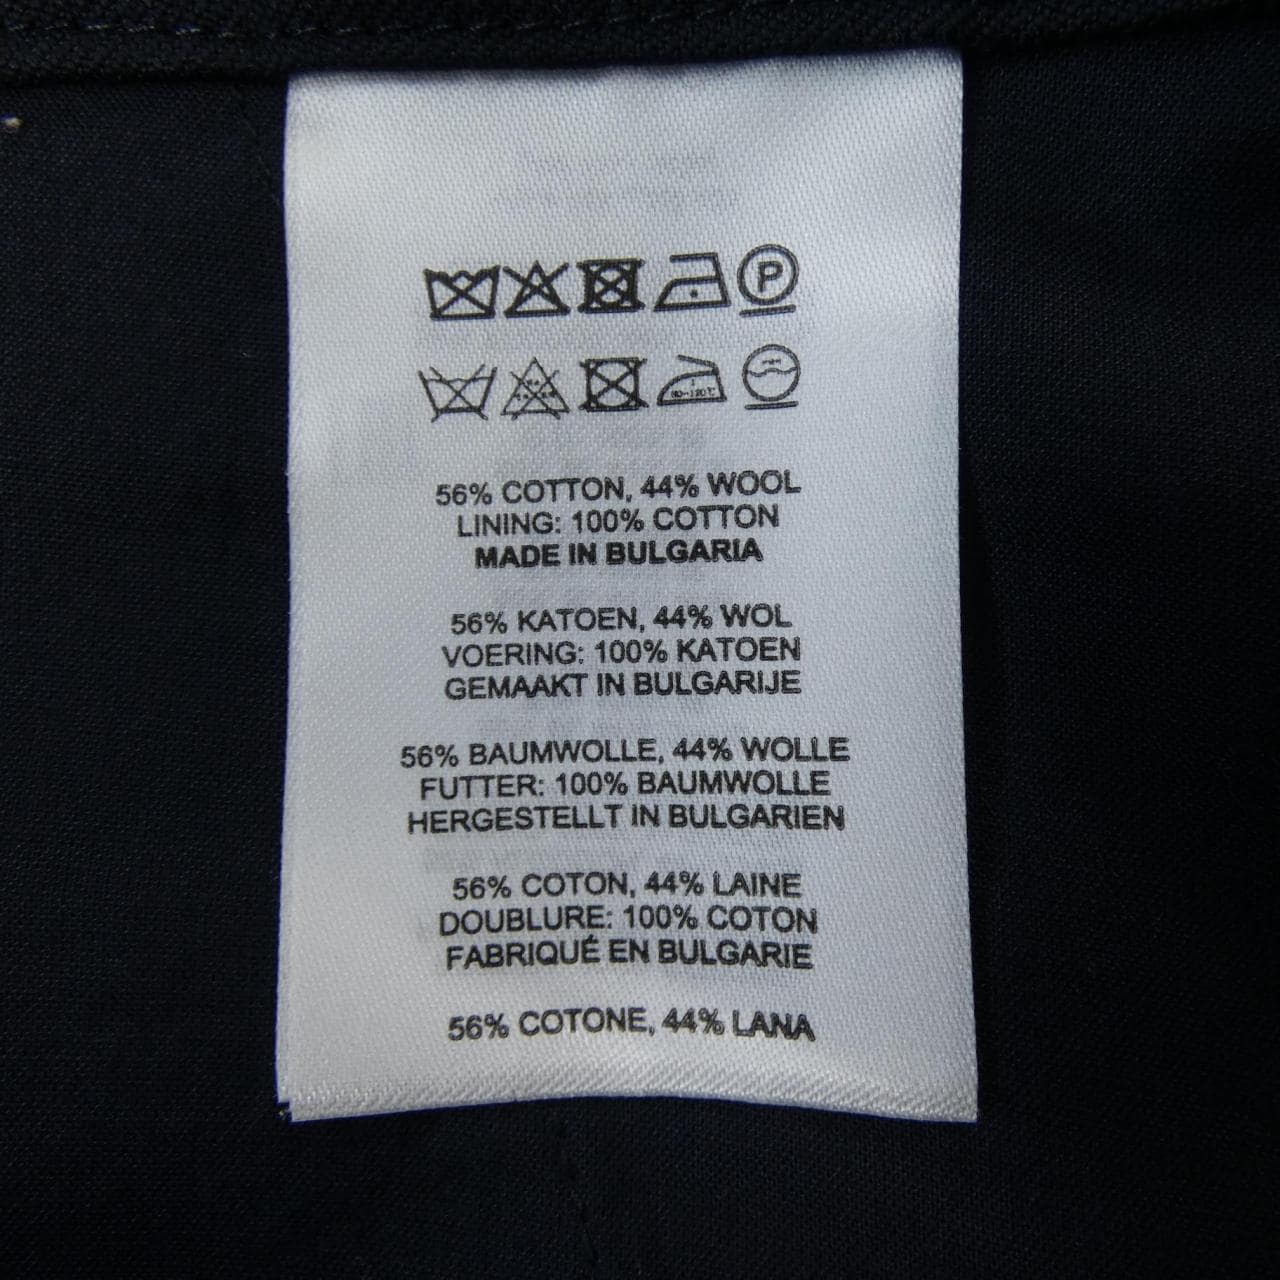 P
56% COTTON, 44% WOOL
LINING: 100% COTTON
MADE IN BULGARIA
56% KATOEN, 44% WOL
VOERING: 100% KATOEN
GEMAAKT IN BULGARIJE
56% BAUMWOLLE, 44% WOLLE
FUTTER: 100% BAUMWOLLE
HERGESTELLT IN BULGARIEN
56% COTON, 44% LAINE
DOUBLURE: 100% COTON
FABRIQUÉ EN BULGARIE
56% COTONE, 44% LANA